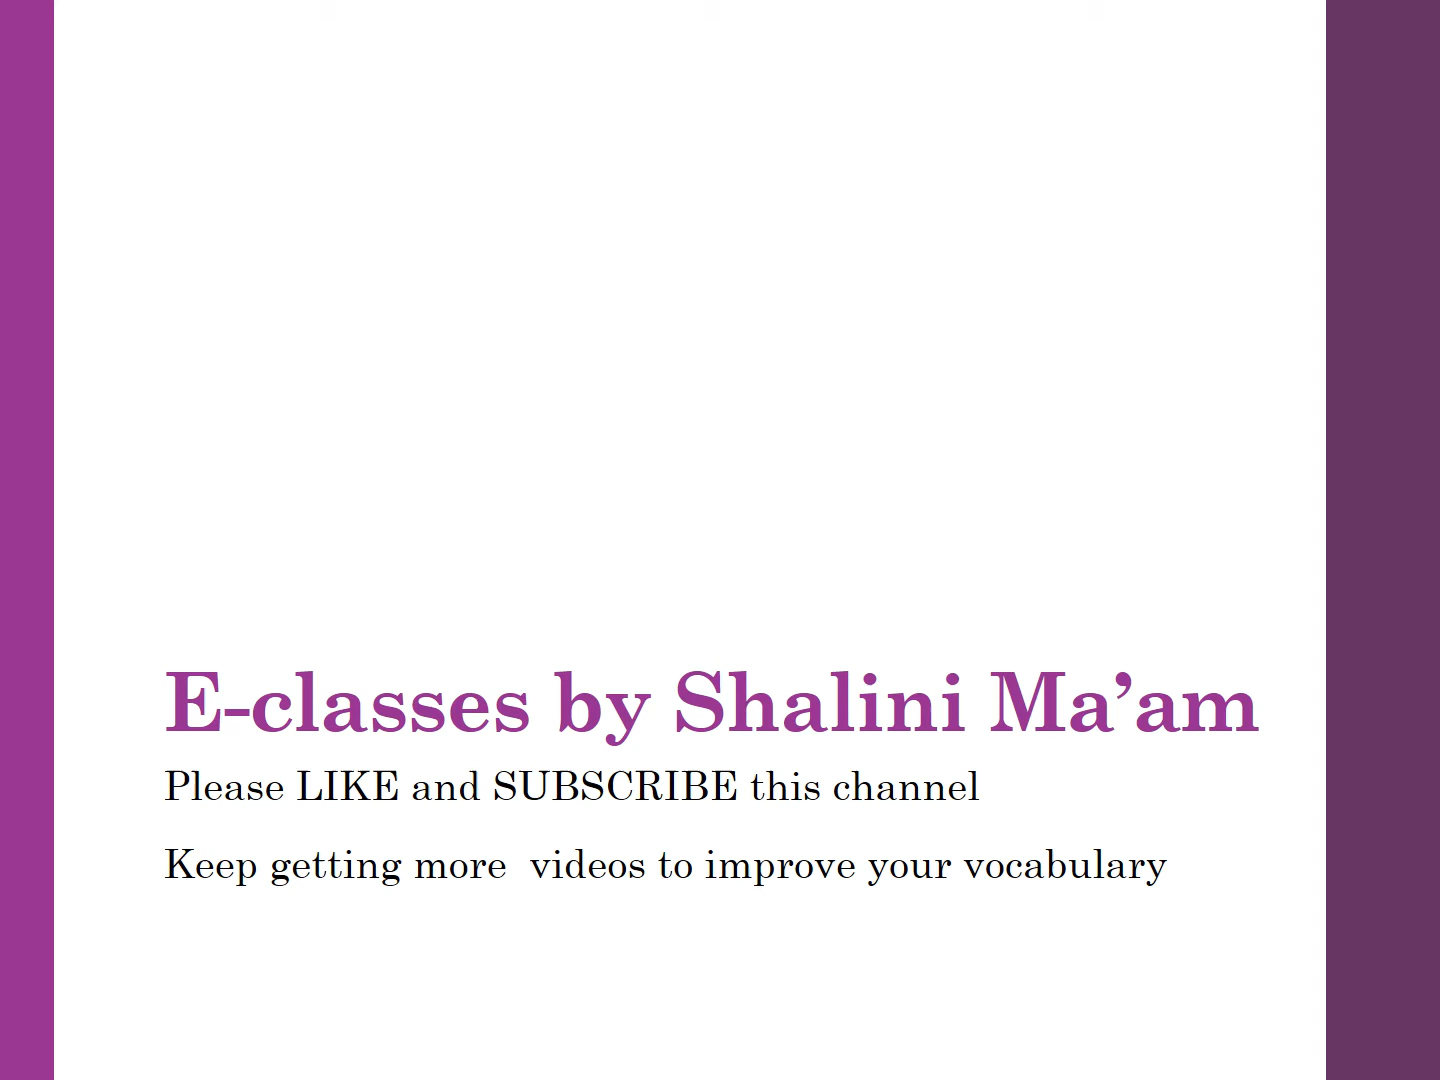 E-classes by Shalini Ma’am
Please LIKE and SUBSCRIBE this channel
Keep getting more  videos to improve your vocabulary